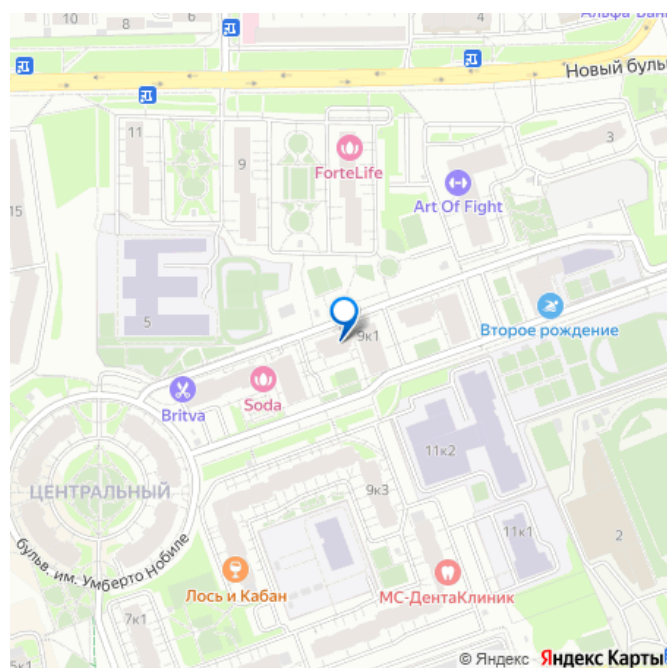 10
8
6
4
Альфа-Банк
Новый буль
11
9
ForteLife
3
Art Of Fight
15
5
9к1
Второе рождение
Britva
Soda
11к2
ЦЕНТРАЛЬНЫЙ
9к3
бульв. им. Умберто Нобиле
11к1
2
Лось и Кабан
МС-ДентаКлиник
7к1
5к1
© Яндекс Яндекс Карты